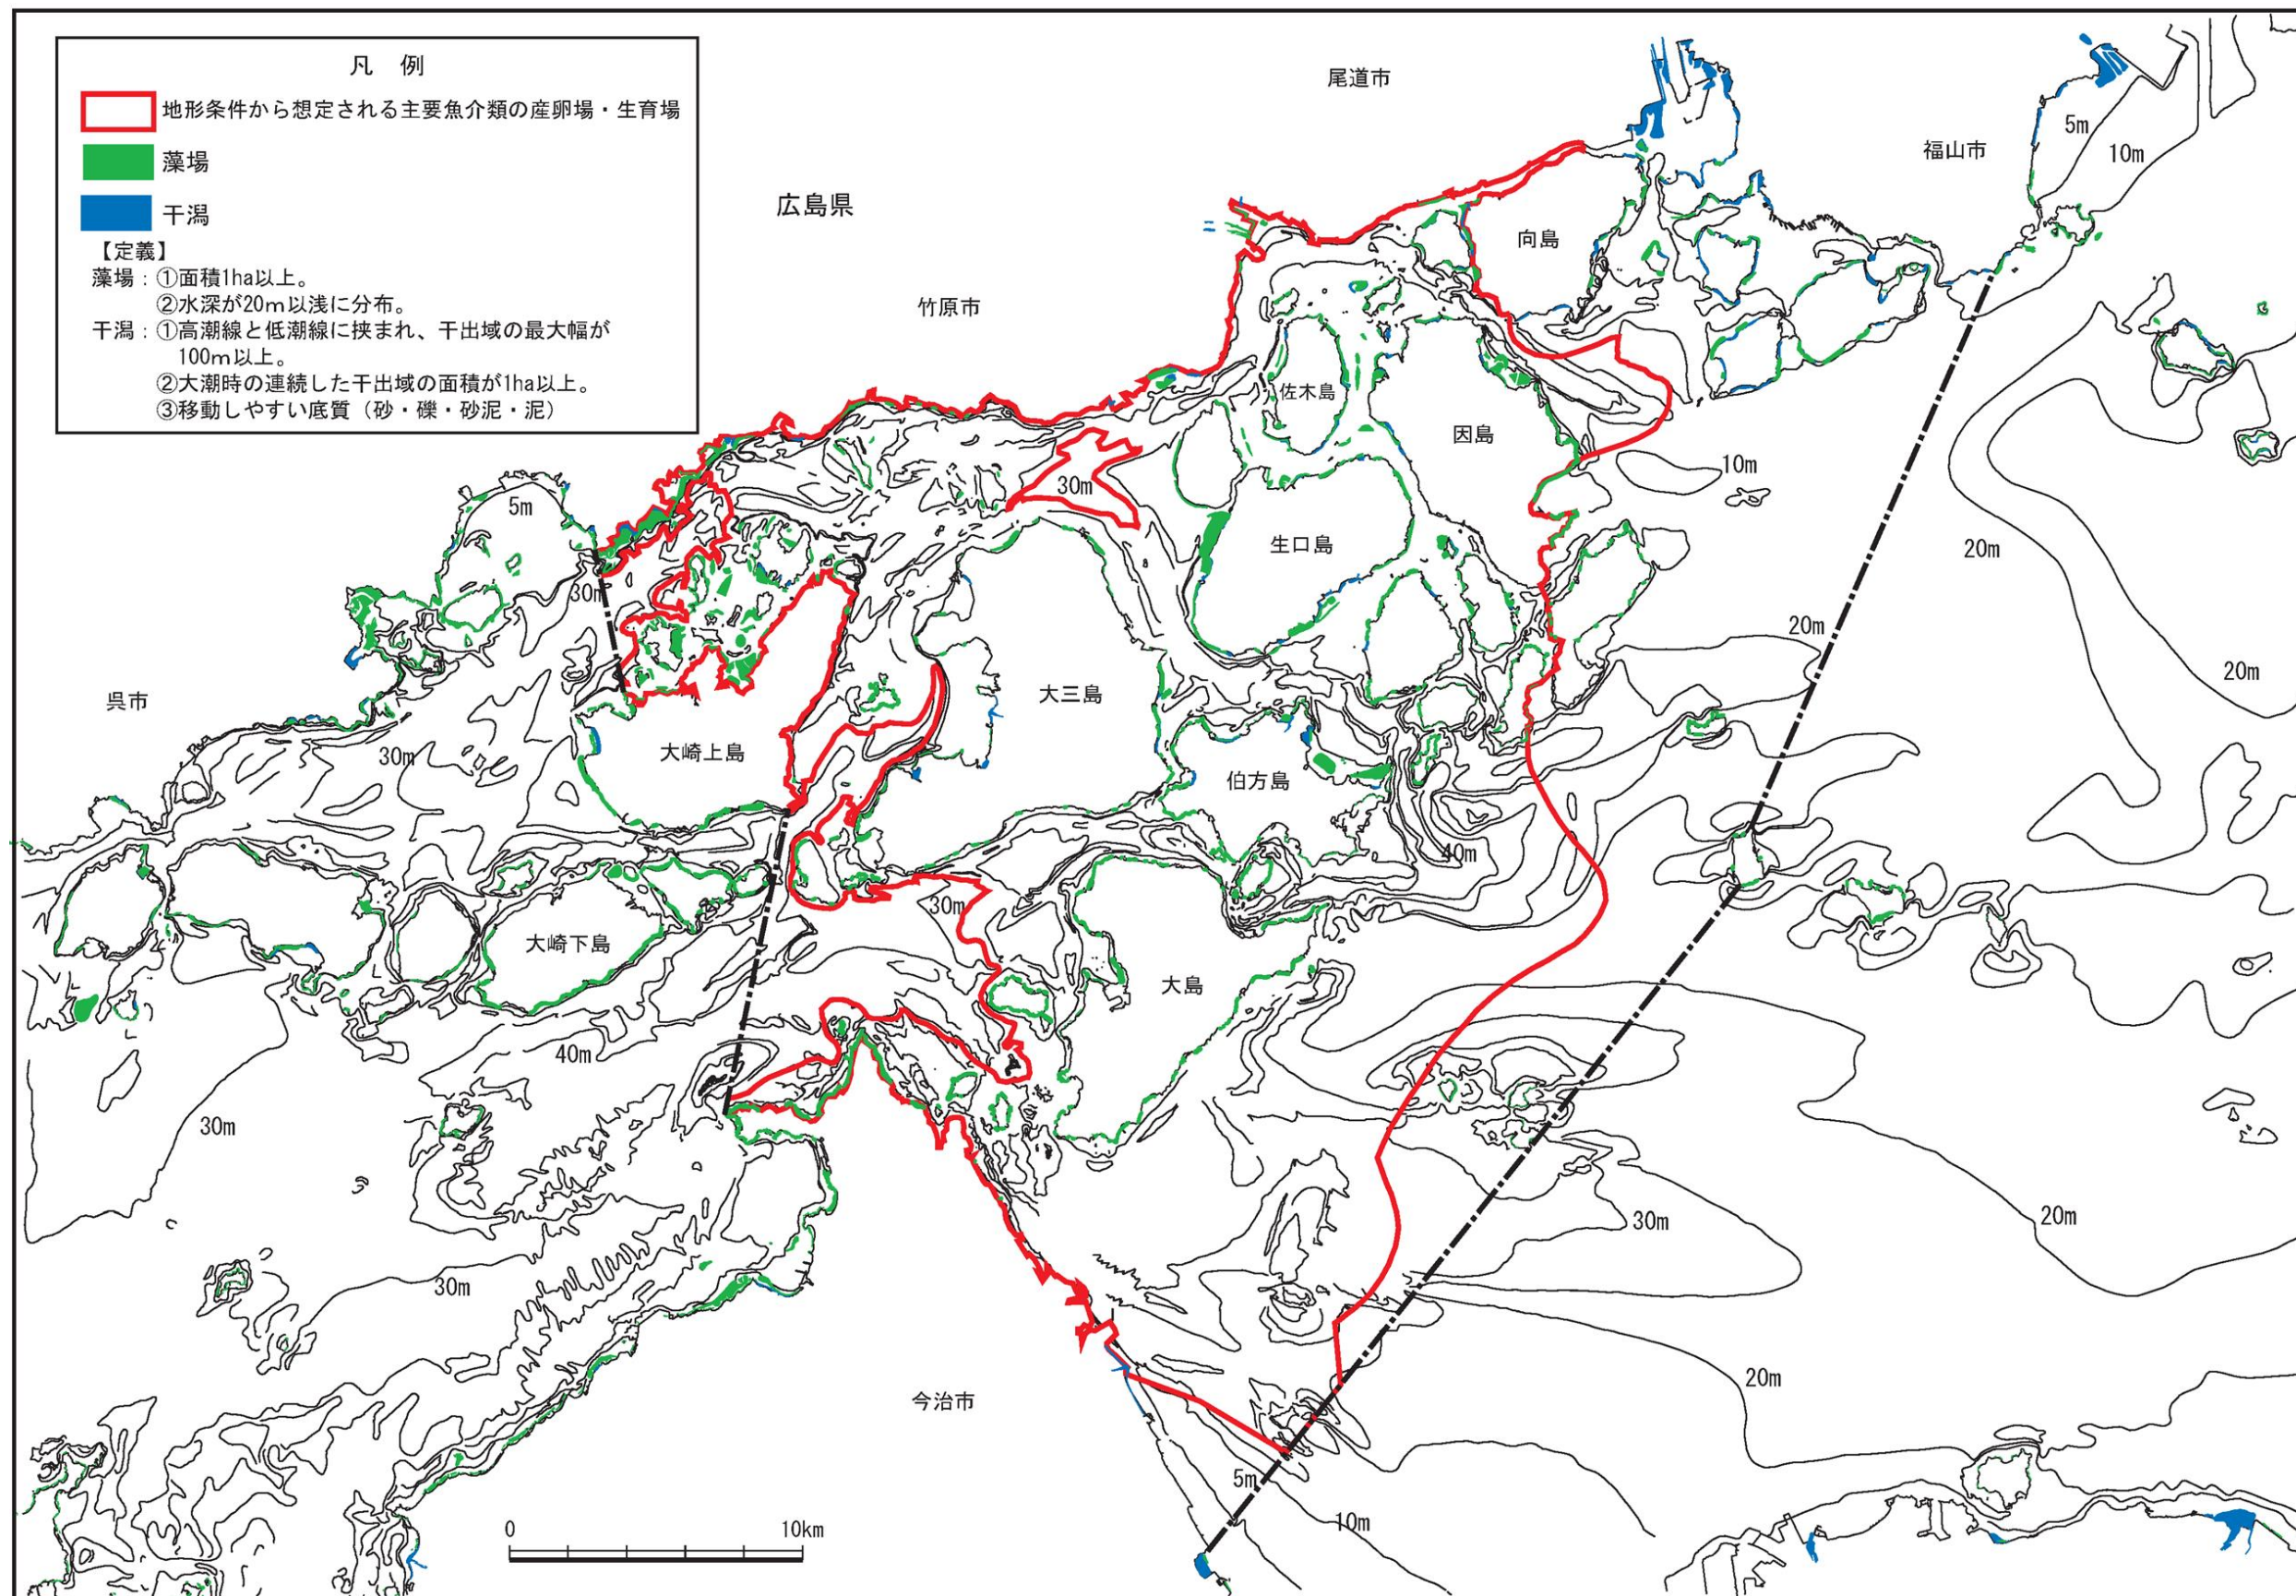 凡 例
地形条件から想定される主要魚介類の産卵場・生育場
藻場
干潟
【定義】
藻場：①面積1ha以上。
②水深が20m以浅に分布。
干潟：①高潮線と低潮線に挟まれ、干出域の最大幅が
100m以上。
②大潮時の連続した干出域の面積が1ha以上。
③移動しやすい底質（砂・礫・砂泥・泥）
尾道市
5m
福山市
10m
広島県
向島
竹原市
佐木島
因島
10m
30m
5m
生口島
20m
30m
20m
20m
呉市
大三島
大崎上島
30m
伯方島
40m
30m
大崎下島
大島
40m
30m
30m
20m
30m
20m
今治市
5m
10m
0
10km